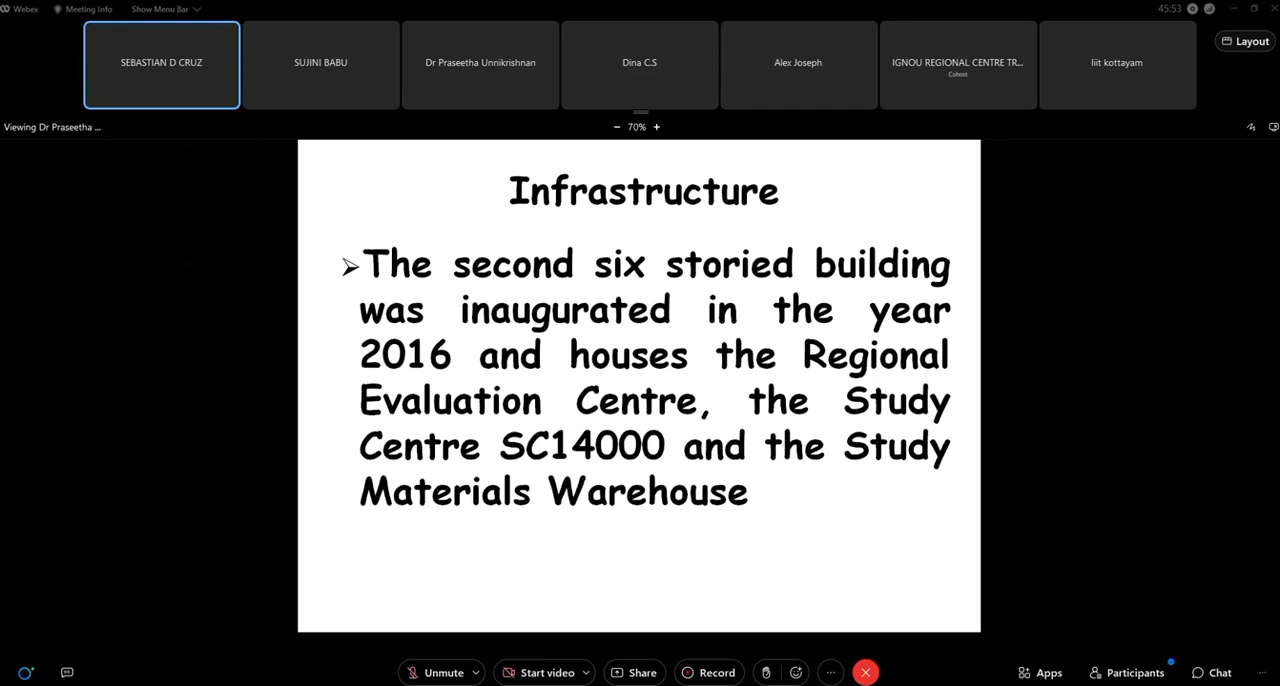 Webex
Meeting Info
Show Menu Bar
45:53
SEBASTIAN D CRUZ
SUJINI BABU
Dr Praseetha Unnikrishnan
Dina C.S
Alex Joseph
IGNOU REGIONAL CENTRE TR...
Cohost
liit kottayam
Layout
Viewing Dr Praseetha ...
− 70% +
Infrastructure
➢The second six storied building
was inaugurated in the year
2016 and houses the Regional
Evaluation Centre, the Study
Centre SC14000 and the Study
Materials Warehouse
Unmute
Start video
Share
Record
Apps
Participants
Chat